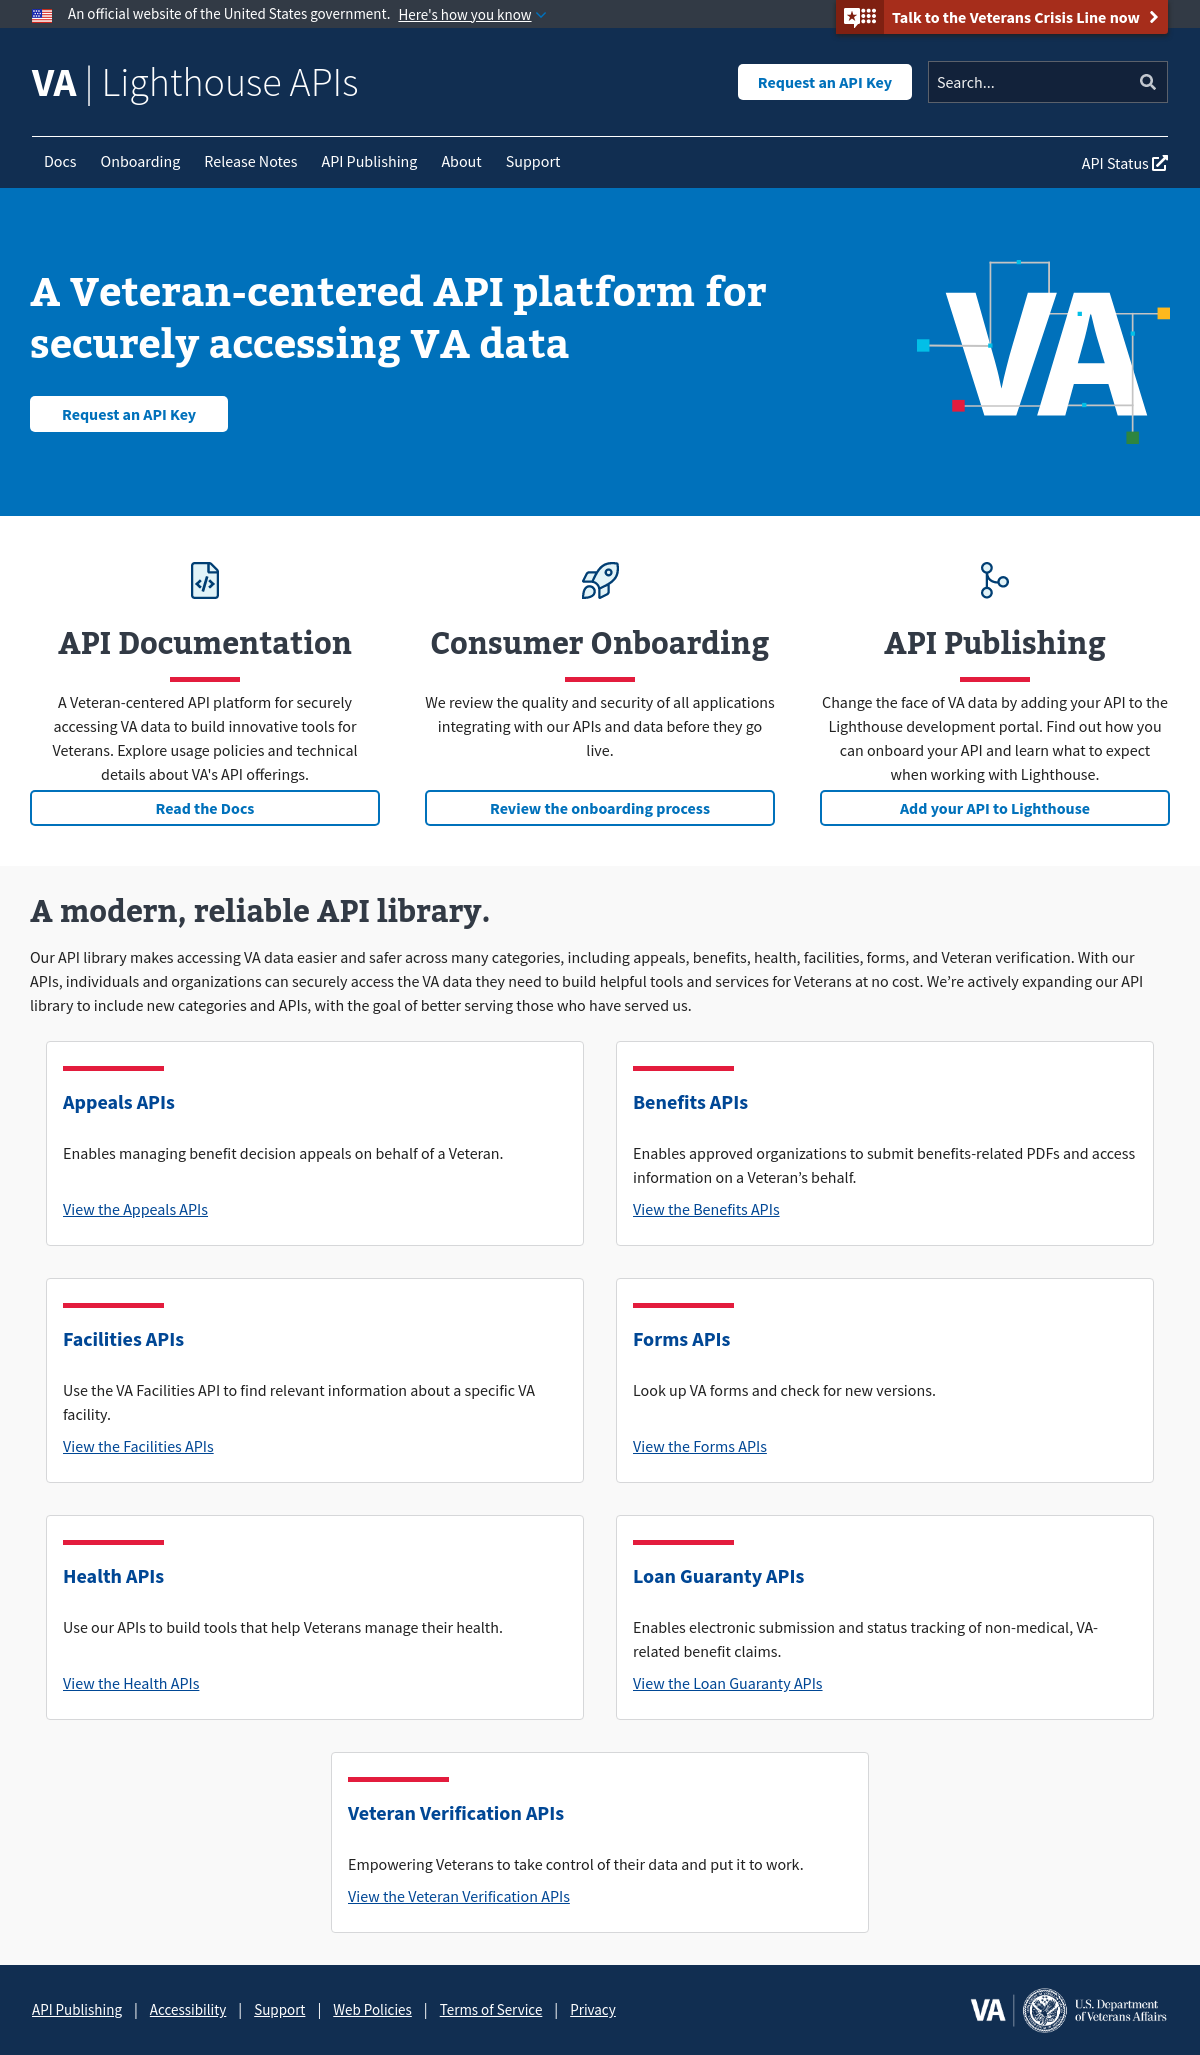 An official website of the United States government. Here's how you know
Talk to the Veterans Crisis Line now
VA | Lighthouse APIs
Request an API Key
Search...
Docs Onboarding Release Notes API Publishing About Support
API Status
A Veteran-centered API platform for
securely accessing VA data
Request an API Key
VA
API Documentation
A Veteran-centered API platform for securely
accessing VA data to build innovative tools for
Veterans. Explore usage policies and technical
details about VA's API offerings.
Read the Docs
Consumer Onboarding
We review the quality and security of all applications
integrating with our APIs and data before they go
live.
Review the onboarding process
API Publishing
Change the face of VA data by adding your API to the
Lighthouse development portal. Find out how you
can onboard your API and learn what to expect
when working with Lighthouse.
Add your API to Lighthouse
A modern, reliable API library.
Our API library makes accessing VA data easier and safer across many categories, including appeals, benefits, health, facilities, forms, and Veteran verification. With our
APIs, individuals and organizations can securely access the VA data they need to build helpful tools and services for Veterans at no cost. We’re actively expanding our API
library to include new categories and APIs, with the goal of better serving those who have served us.
Appeals APIs
Enables managing benefit decision appeals on behalf of a Veteran.
View the Appeals APIs
Benefits APIs
Enables approved organizations to submit benefits-related PDFs and access
information on a Veteran’s behalf.
View the Benefits APIs
Facilities APIs
Use the VA Facilities API to find relevant information about a specific VA
facility.
View the Facilities APIs
Forms APIs
Look up VA forms and check for new versions.
View the Forms APIs
Health APIs
Use our APIs to build tools that help Veterans manage their health.
View the Health APIs
Loan Guaranty APIs
Enables electronic submission and status tracking of non-medical, VA-
related benefit claims.
View the Loan Guaranty APIs
Veteran Verification APIs
Empowering Veterans to take control of their data and put it to work.
View the Veteran Verification APIs
API Publishing | Accessibility | Support | Web Policies | Terms of Service | Privacy
VA | U.S. Department
of Veterans Affairs